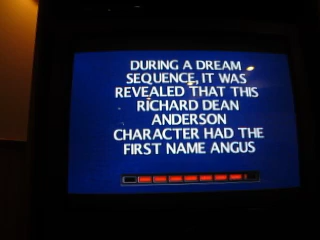 DURING A DREAM
SEQUENCE, IT WAS
REVEALED THAT THIS
RICHARD DEAN
ANDERSON
CHARACTER HAD THE
FIRST NAME ANGUS